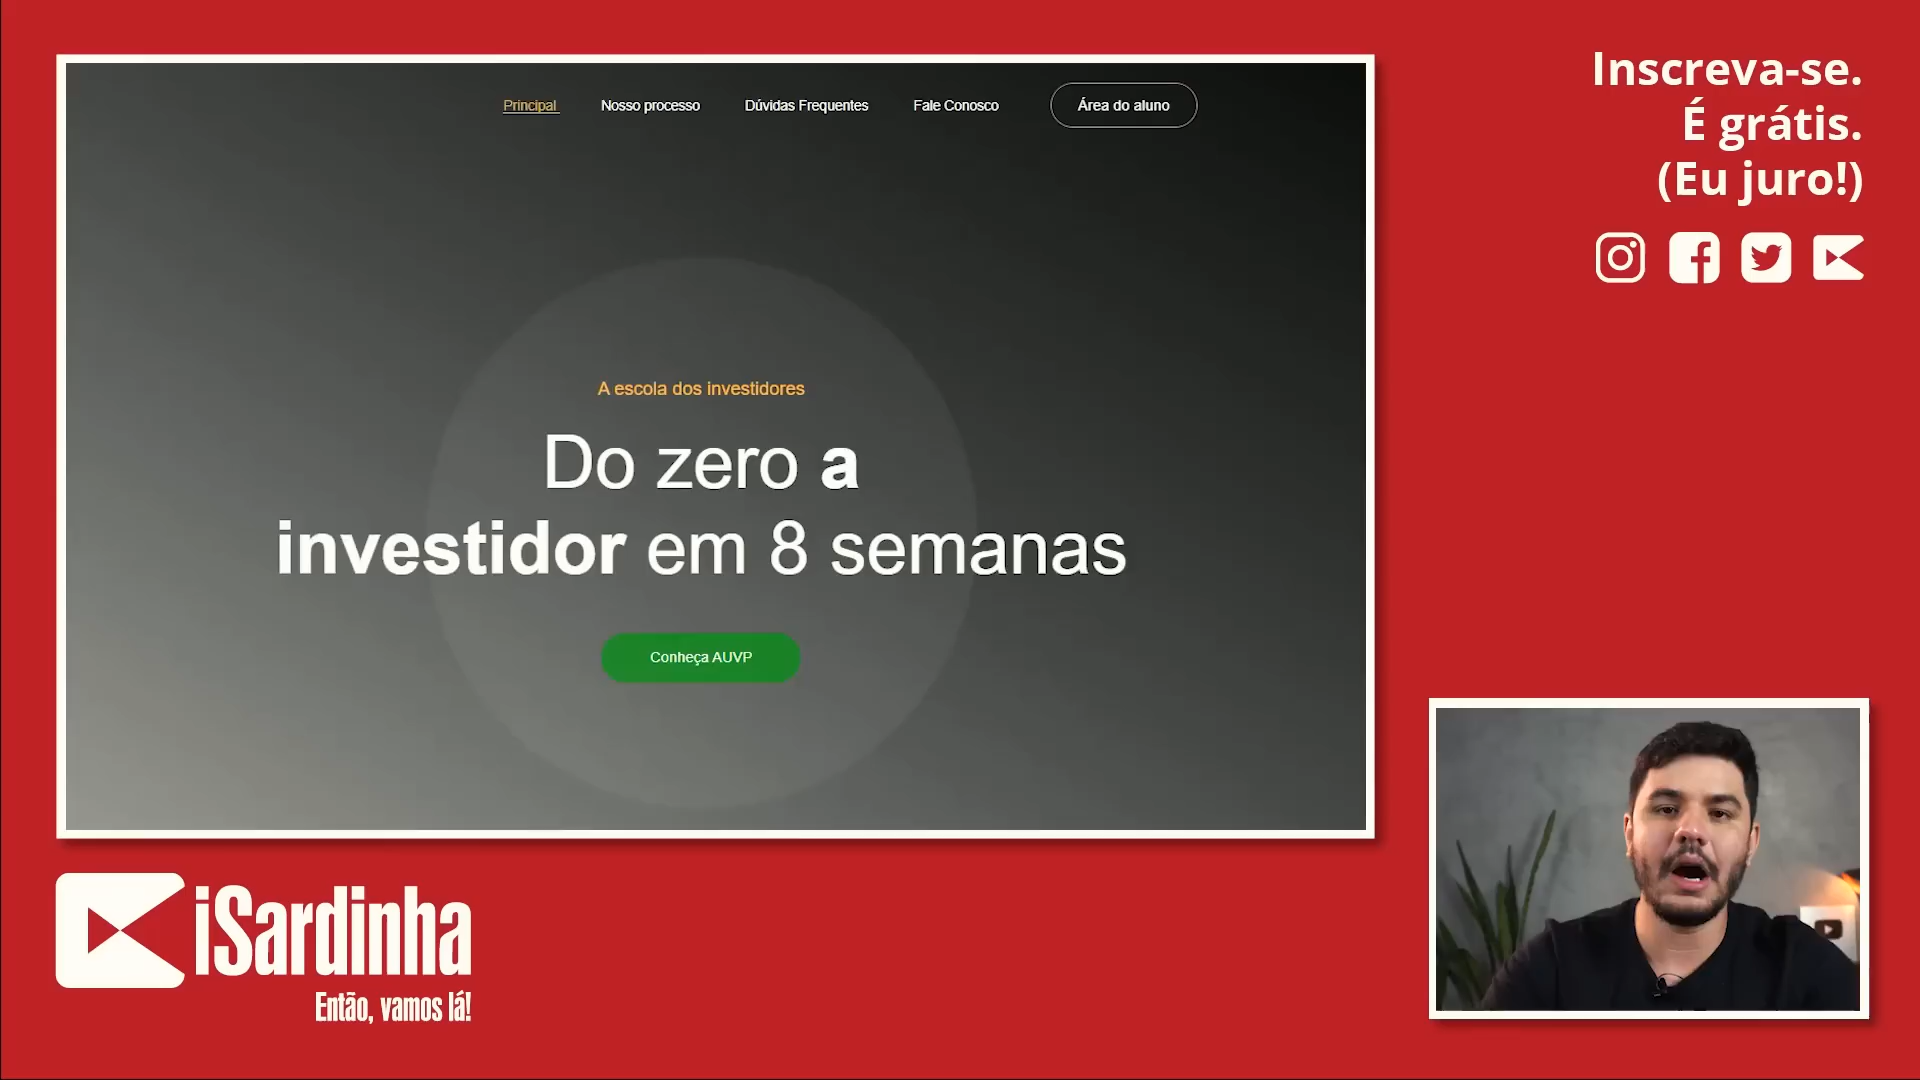 Principal
Nosso processo
Dúvidas Frequentes
Fale Conosco
Área do aluno
A escola dos investidores
Do zero a
investidor em 8 semanas
Conheça AUVP
Inscreva-se.
É grátis.
(Eu juro!)
iSardinha
Então, vamos lá!